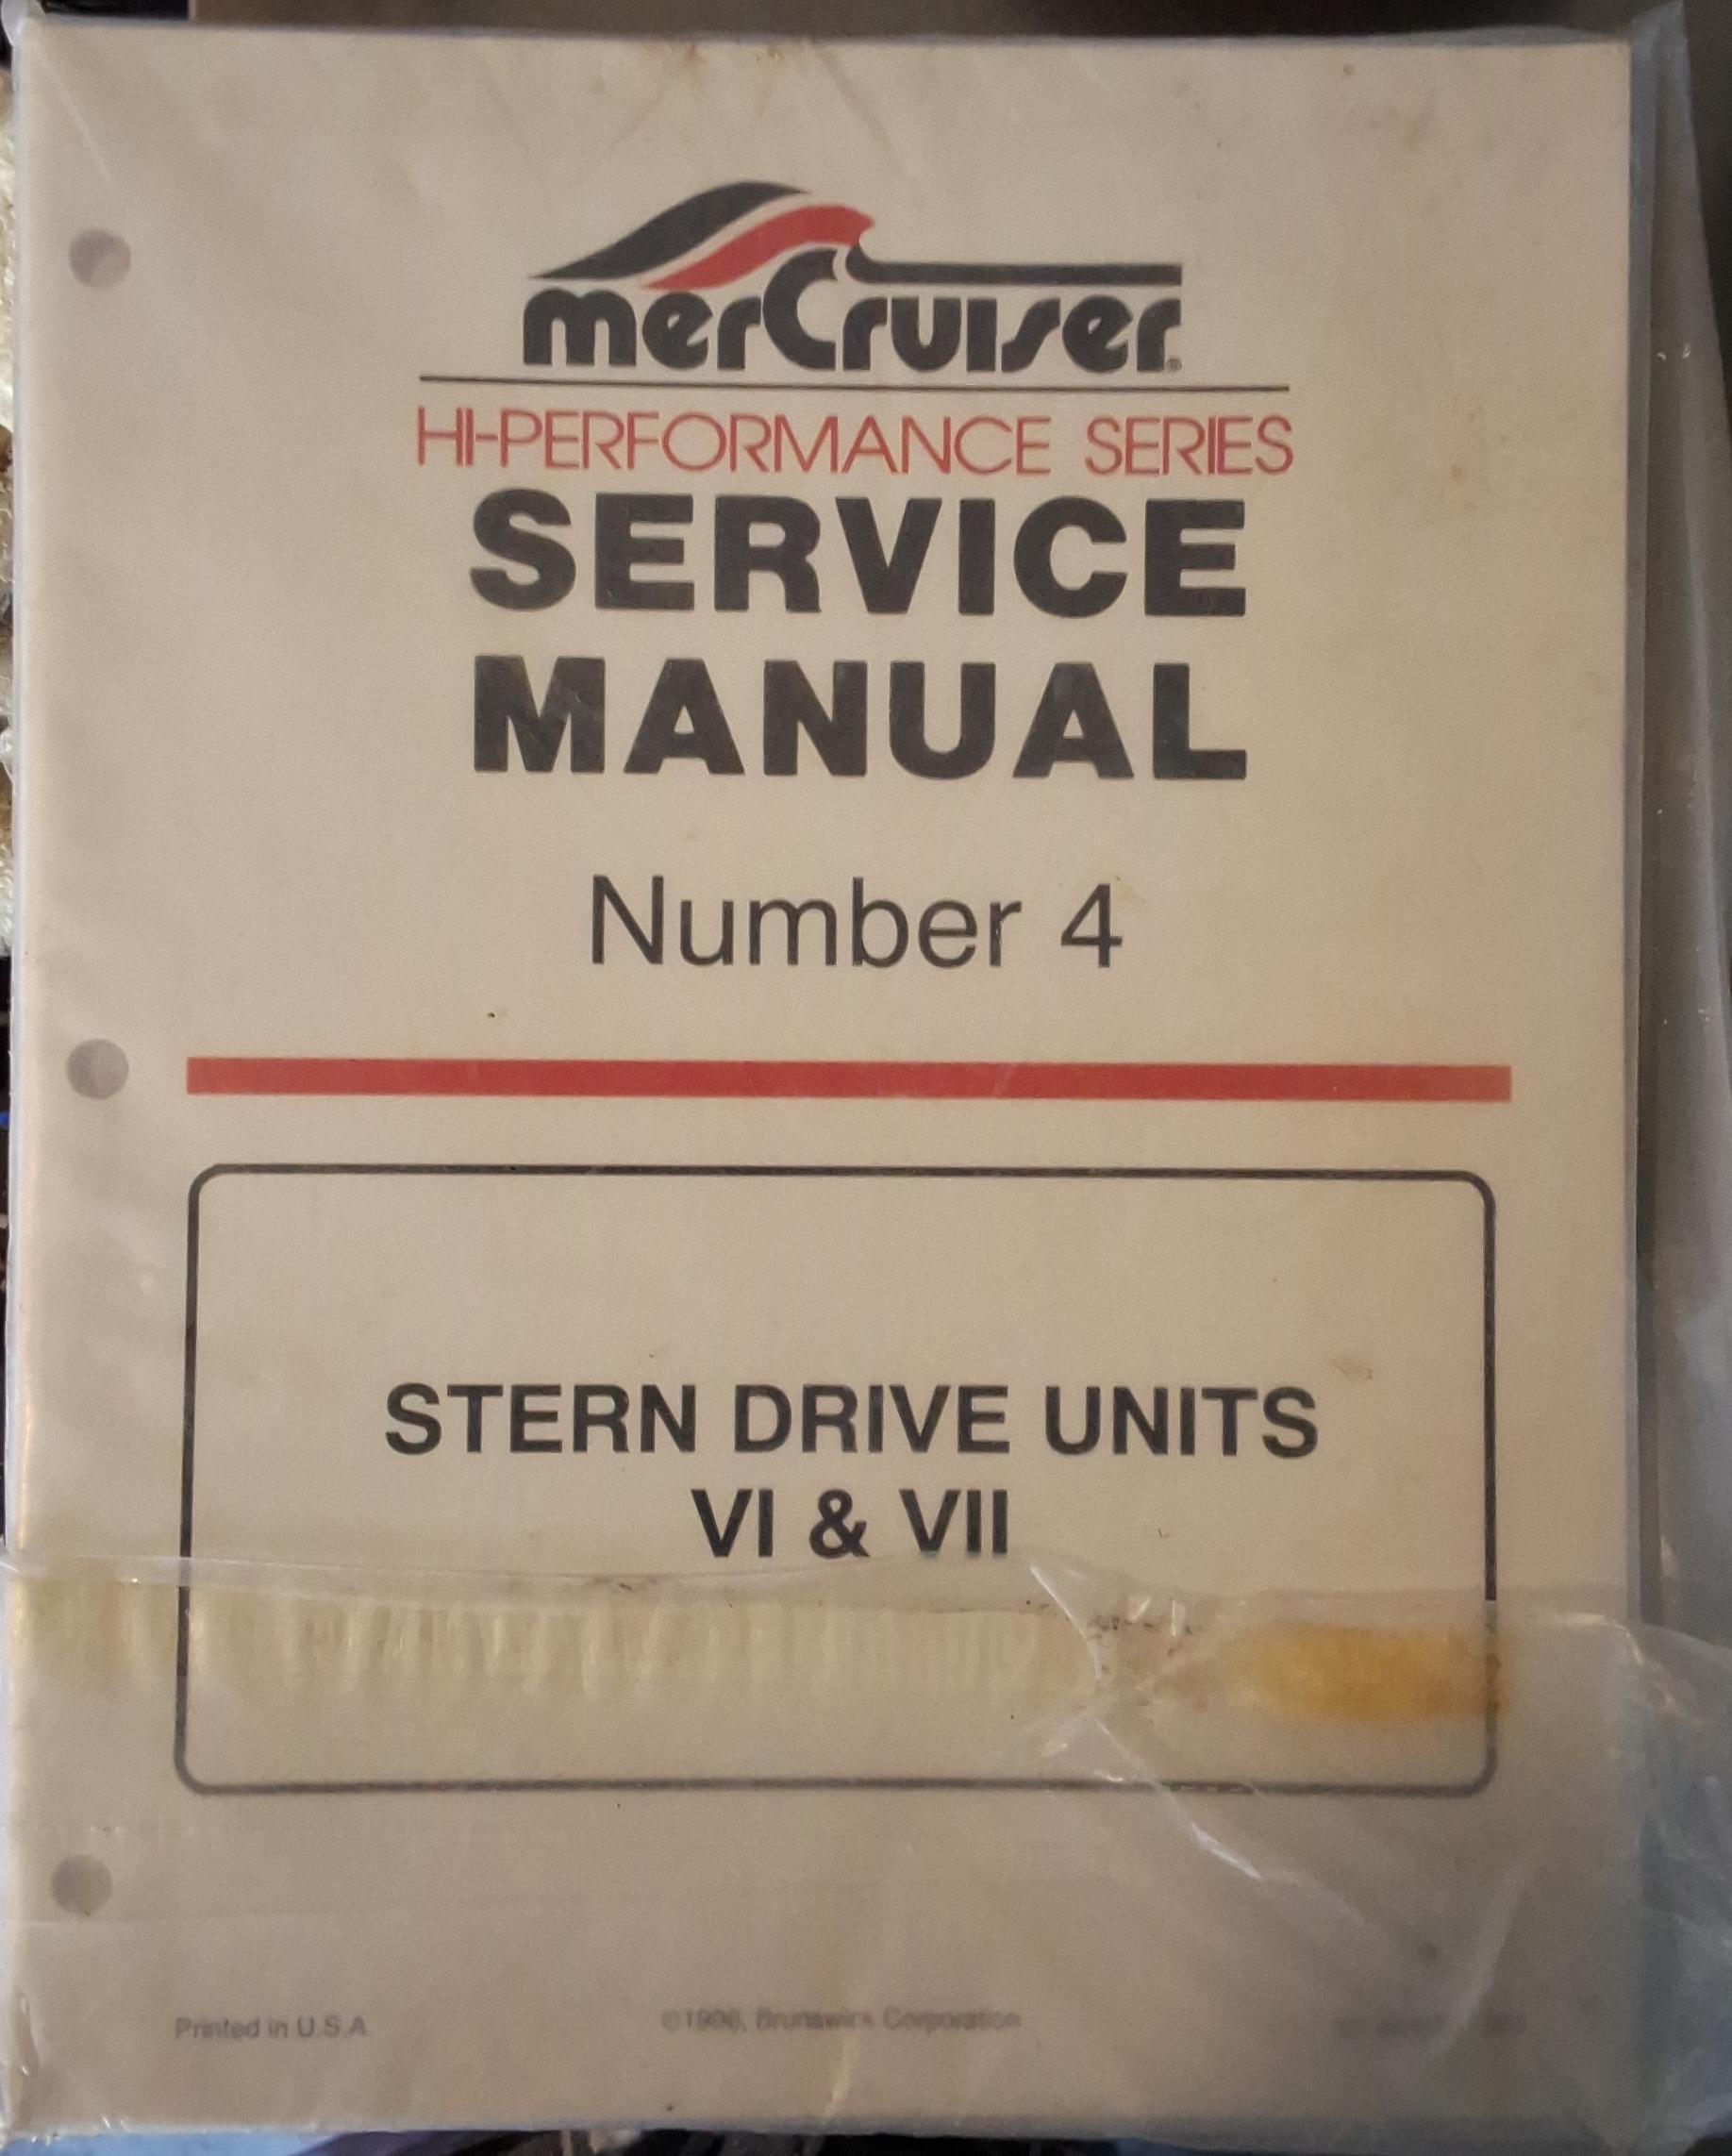 merCruiser®
HI-PERFORMANCE SERIES
SERVICE
MANUAL
Number 4
STERN DRIVE UNITS
VI & VII
Printed in U.S.A.
Brunswick Corporation